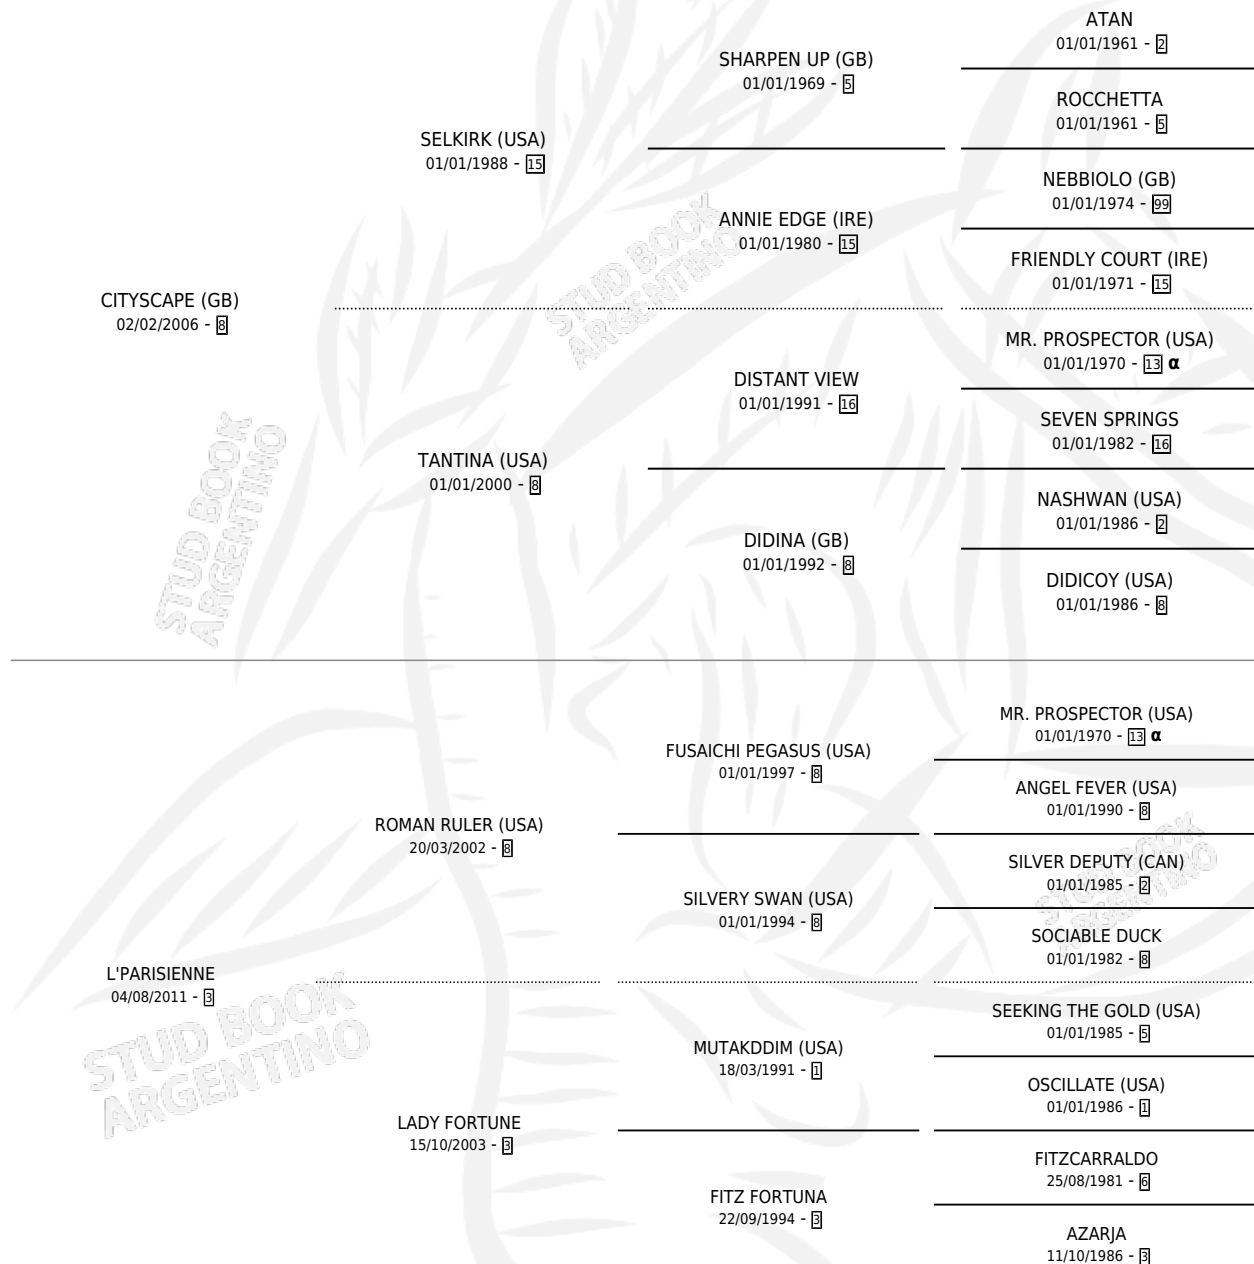 ATAN
01/01/1961 - 2
SHARPEN UP (GB)
01/01/1969 - 5
ROCCHETTA
01/01/1961 - 5
SELKIRK (USA)
01/01/1988 - 15
NEBBIOLO (GB)
01/01/1974 - 99
ANNIE EDGE (IRE)
01/01/1980 - 15
FRIENDLY COURT (IRE)
01/01/1971 - 15
CITYSCAPE (GB)
02/02/2006 - 8
MR. PROSPECTOR (USA)
01/01/1970 - 13 α
DISTANT VIEW
01/01/1991 - 16
SEVEN SPRINGS
01/01/1982 - 16
TANTINA (USA)
01/01/2000 - 8
NASHWAN (USA)
01/01/1986 - 2
DIDINA (GB)
01/01/1992 - 8
DIDICOY (USA)
01/01/1986 - 8
MR. PROSPECTOR (USA)
01/01/1970 - 13 α
FUSAICHI PEGASUS (USA)
01/01/1997 - 8
ANGEL FEVER (USA)
01/01/1990 - 8
ROMAN RULER (USA)
20/03/2002 - 8
SILVER DEPUTY (CAN)
01/01/1985 - 2
SILVERY SWAN (USA)
01/01/1994 - 8
SOCIABLE DUCK
01/01/1982 - 8
L'PARISIENNE
04/08/2011 - 3
SEEKING THE GOLD (USA)
01/01/1985 - 5
MUTAKDDIM (USA)
18/03/1991 - 1
OSCILLATE (USA)
01/01/1986 - 1
LADY FORTUNE
15/10/2003 - 3
FITZCARRALDO
25/08/1981 - 6
FITZ FORTUNA
22/09/1994 - 3
AZARJA
11/10/1986 - 3
STUD BOOK
ARGENTINO
STUD BOOK
ARGENTINO
STUD BOOK
ARGENTINO
STUD BOOK
ARGENTINO